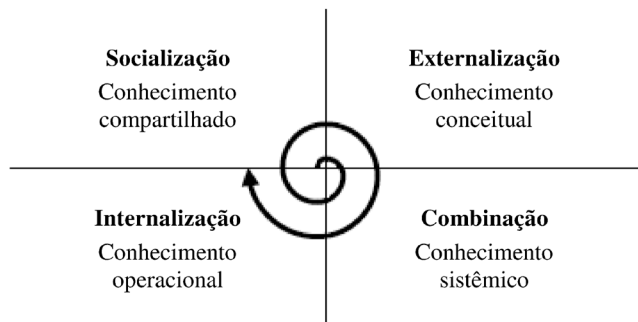 Socialização
Conhecimento
compartilhado
Externalização
Conhecimento
conceitual
Internalização
Conhecimento
operacional
Combinação
Conhecimento
sistêmico